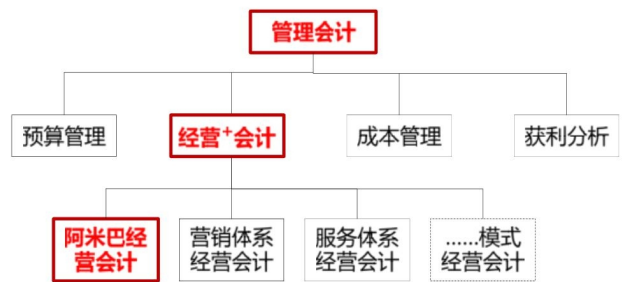 管理会计
预算管理
经营⁺会计
成本管理
获利分析
阿米巴经
营会计
营销体系
经营会计
服务体系
经营会计
......模式
经营会计